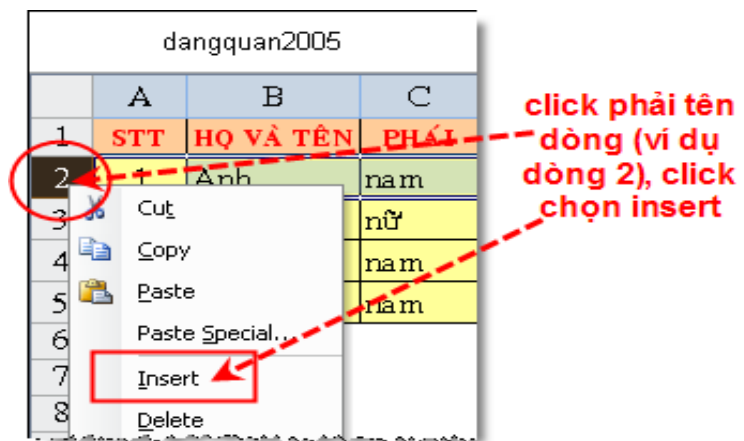 dangquan2005
A B C
1 STT HỌ VÀ TÊN PHÁI
2 1 Anh nam
3 nữ
4 nam
5 nam
6
7
8
Cut
Copy
Paste
Paste Special...
Insert
Delete
click phải tên
dòng (ví dụ
dòng 2), click
chọn insert